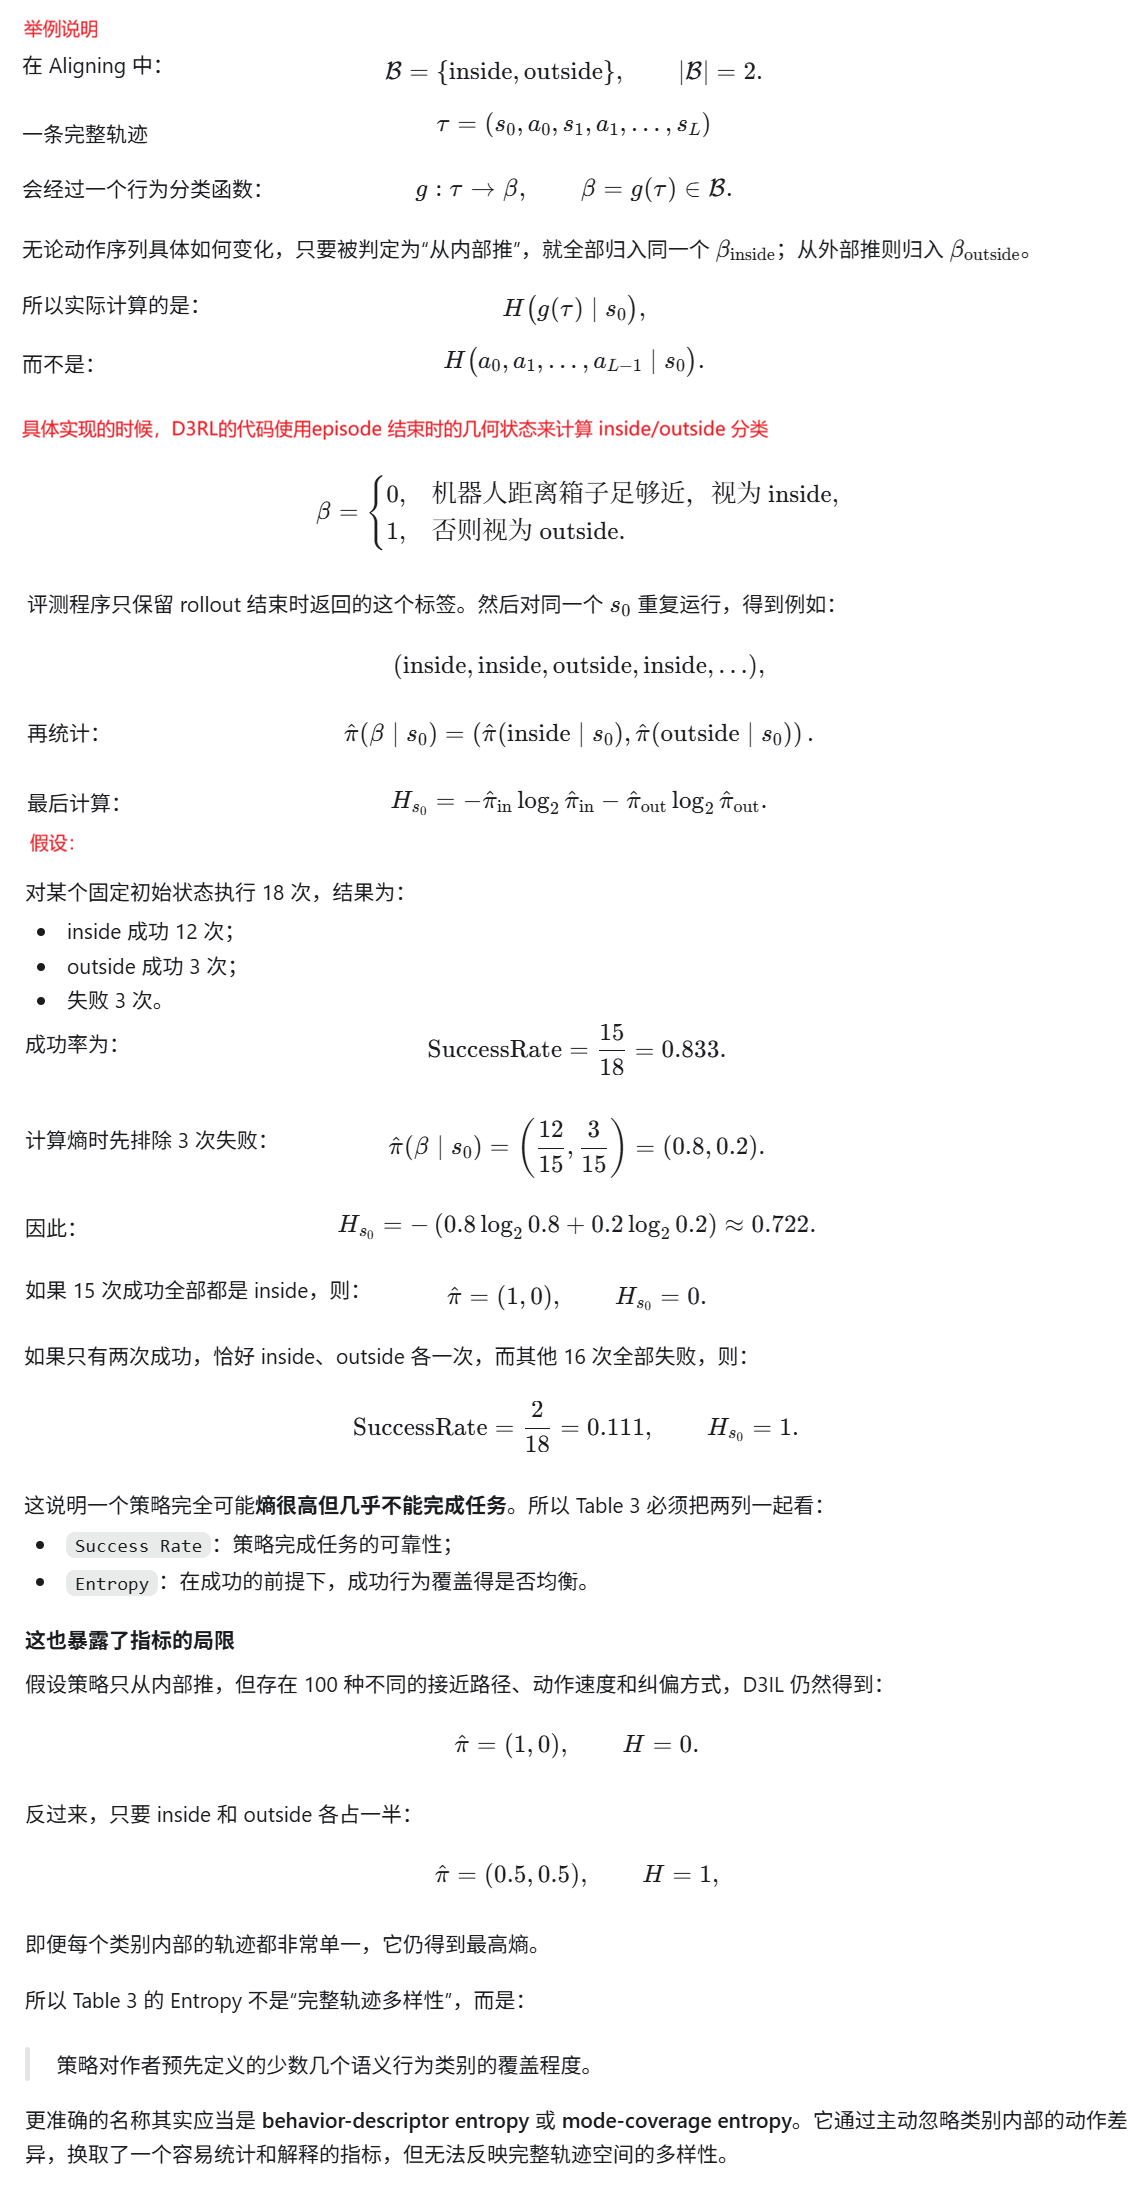 举例说明
在 Aligning 中： 𝓑 = {inside, outside}, |𝓑| = 2.
一条完整轨迹 τ = (s₀, a₀, s₁, a₁, …, s_L)
会经过一个行为分类函数： g : τ → β, β = g(τ) ∈ 𝓑.
无论动作序列具体如何变化，只要被判定为“从内部推”，就全部归入同一个 β_inside；从外部推则归入 β_outside。
所以实际计算的是： H(g(τ) | s₀),
而不是： H(a₀, a₁, …, a_{L−1} | s₀).
具体实现的时候，D3RL的代码使用episode 结束时的几何状态来计算 inside/outside 分类
β = { 0, 机器人距离箱子足够近，视为 inside,
1, 否则视为 outside.
评测程序只保留 rollout 结束时返回的这个标签。然后对同一个 s₀ 重复运行，得到例如：
(inside, inside, outside, inside, …),
再统计： π̂(β | s₀) = (π̂(inside | s₀), π̂(outside | s₀)).
最后计算： H_{s₀} = −π̂_in log₂ π̂_in − π̂_out log₂ π̂_out.
假设：
对某个固定初始状态执行 18 次，结果为：
• inside 成功 12 次；
• outside 成功 3 次；
• 失败 3 次。
成功率为： SuccessRate = 15/18 = 0.833.
计算熵时先排除 3 次失败： π̂(β | s₀) = (12/15, 3/15) = (0.8, 0.2).
因此： H_{s₀} = −(0.8 log₂ 0.8 + 0.2 log₂ 0.2) ≈ 0.722.
如果 15 次成功全部都是 inside，则： π̂ = (1, 0), H_{s₀} = 0.
如果只有两次成功，恰好 inside、outside 各一次，而其他 16 次全部失败，则：
SuccessRate = 2/18 = 0.111, H_{s₀} = 1.
这说明一个策略完全可能熵很高但几乎不能完成任务。所以 Table 3 必须把两列一起看：
• Success Rate：策略完成任务的可靠性；
• Entropy：在成功的前提下，成功行为覆盖得是否均衡。
这也暴露了指标的局限
假设策略只从内部推，但存在 100 种不同的接近路径、动作速度和纠偏方式，D3IL 仍然得到：
π̂ = (1, 0), H = 0.
反过来，只要 inside 和 outside 各占一半：
π̂ = (0.5, 0.5), H = 1,
即便每个类别内部的轨迹都非常单一，它仍得到最高熵。
所以 Table 3 的 Entropy 不是“完整轨迹多样性”，而是：
策略对作者预先定义的少数几个语义行为类别的覆盖程度。
更准确的名称其实应当是 behavior-descriptor entropy 或 mode-coverage entropy。它通过主动忽略类别内部的动作差
异，换取了一个容易统计和解释的指标，但无法反映完整轨迹空间的多样性。